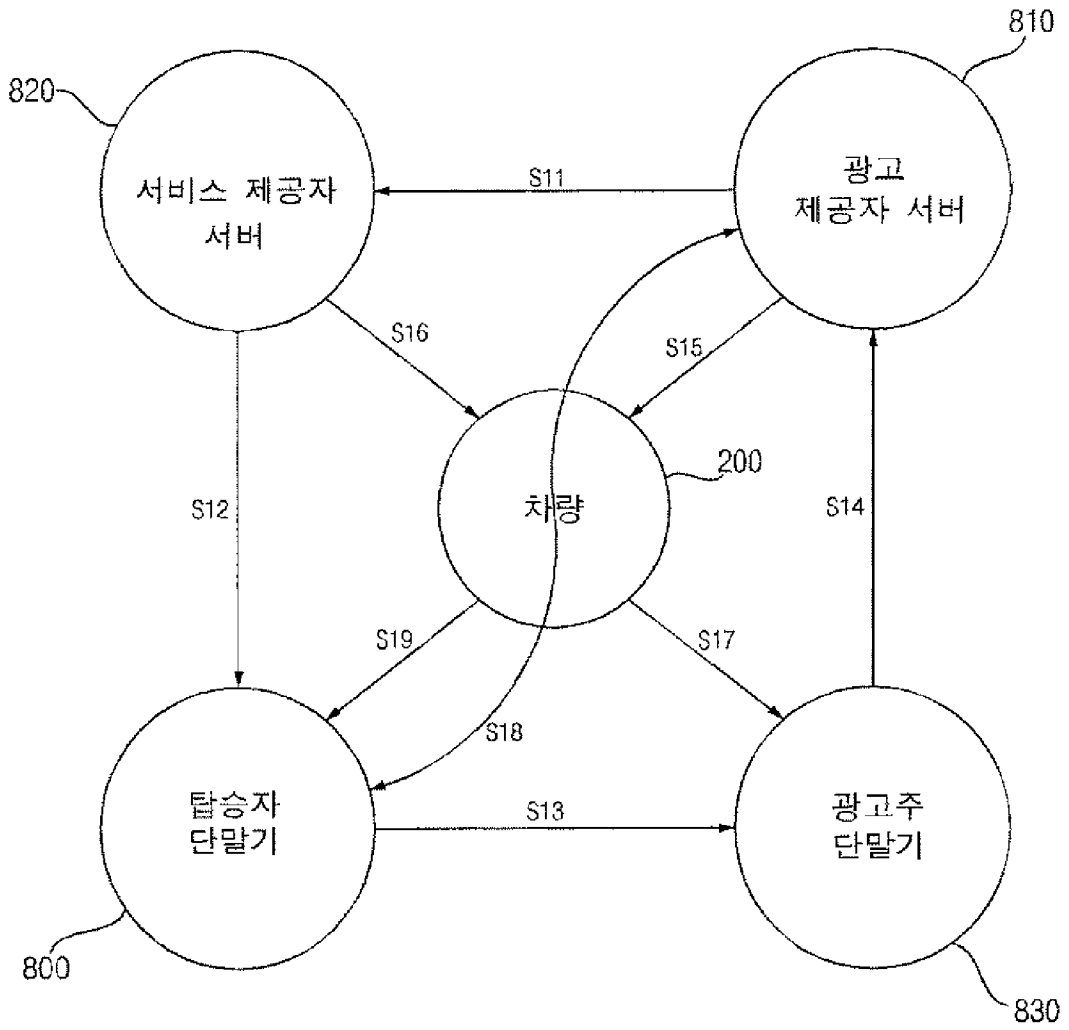 810
820
서비스 제공자
서버
S11
광고
제공자 서버
S16
S15
200
S12
차량
S14
S19
S17
S18
탑승자
단말기
S13
광고주
단말기
800
830